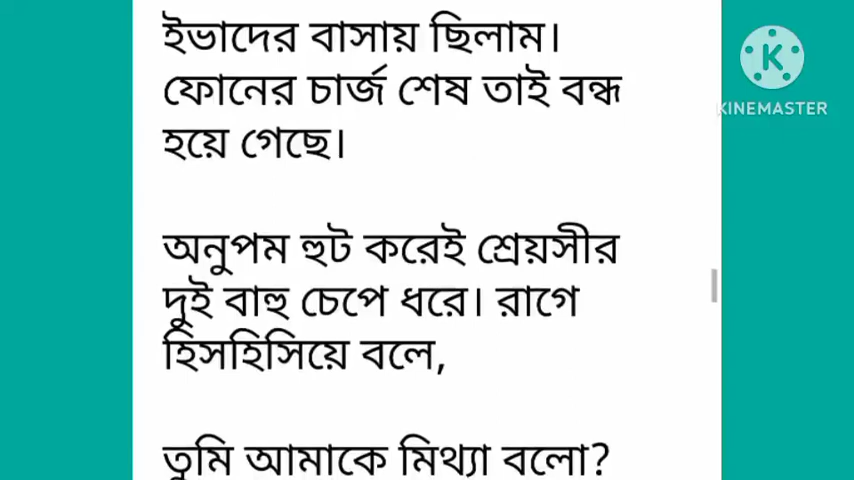 ইভাদের বাসায় ছিলাম।
ফোনের চার্জ শেষ তাই বন্ধ
হয়ে গেছে।
অনুপম হুট করেই শ্রেয়সীর
দুই বাহু চেপে ধরে। রাগে
হিসহিসিয়ে বলে,
তুমি আমাকে মিথ্যা বলো?
K
KINEMASTER